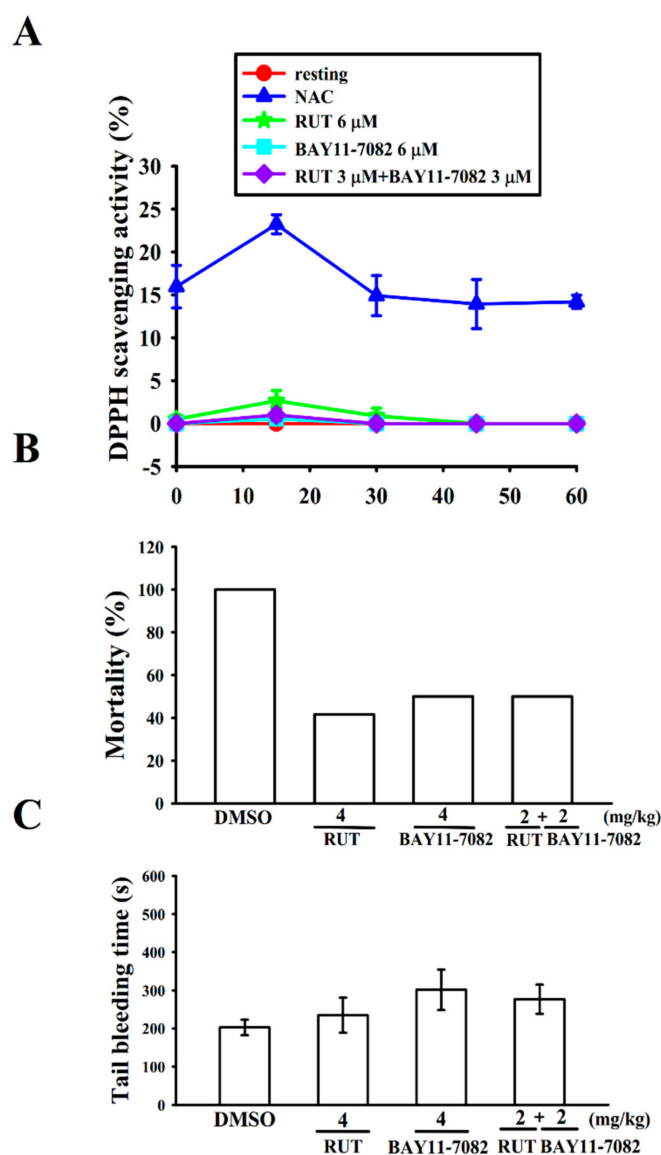 A
resting
NAC
RUT 6 μM
BAY11-7082 6 μM
RUT 3 μM+BAY11-7082 3 μM
DPPH scavenging activity (%)
30
25
20
15
10
5
0
-5
0 10 20 30 40 50 60
B
Mortality (%)
120
100
80
60
40
20
0
DMSO 4 4 2 + 2 (mg/kg)
RUT BAY11-7082 RUT BAY11-7082
C
Tail bleeding time (s)
600
500
400
300
200
100
0
DMSO 4 4 2 + 2 (mg/kg)
RUT BAY11-7082 RUT BAY11-7082